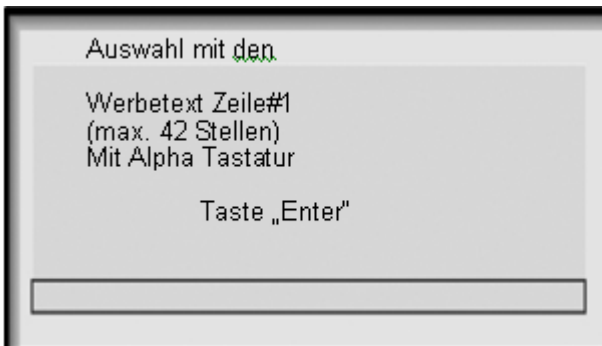 Auswahl mit den
Werbetext Zeile#1
(max. 42 Stellen)
Mit Alpha Tastatur
Taste „Enter"